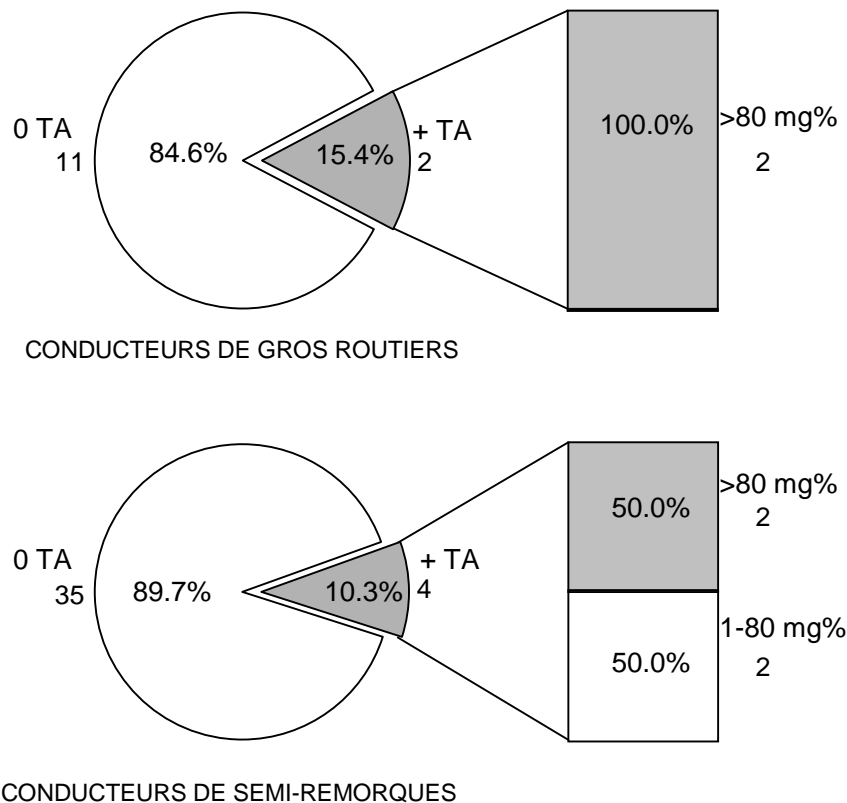 0 TA
11
84.6%
15.4%
+ TA
2
100.0%
>80 mg%
2
CONDUCTEURS DE GROS ROUTIERS
0 TA
35
89.7%
10.3%
+ TA
4
50.0%
>80 mg%
2
50.0%
1-80 mg%
2
CONDUCTEURS DE SEMI-REMORQUES